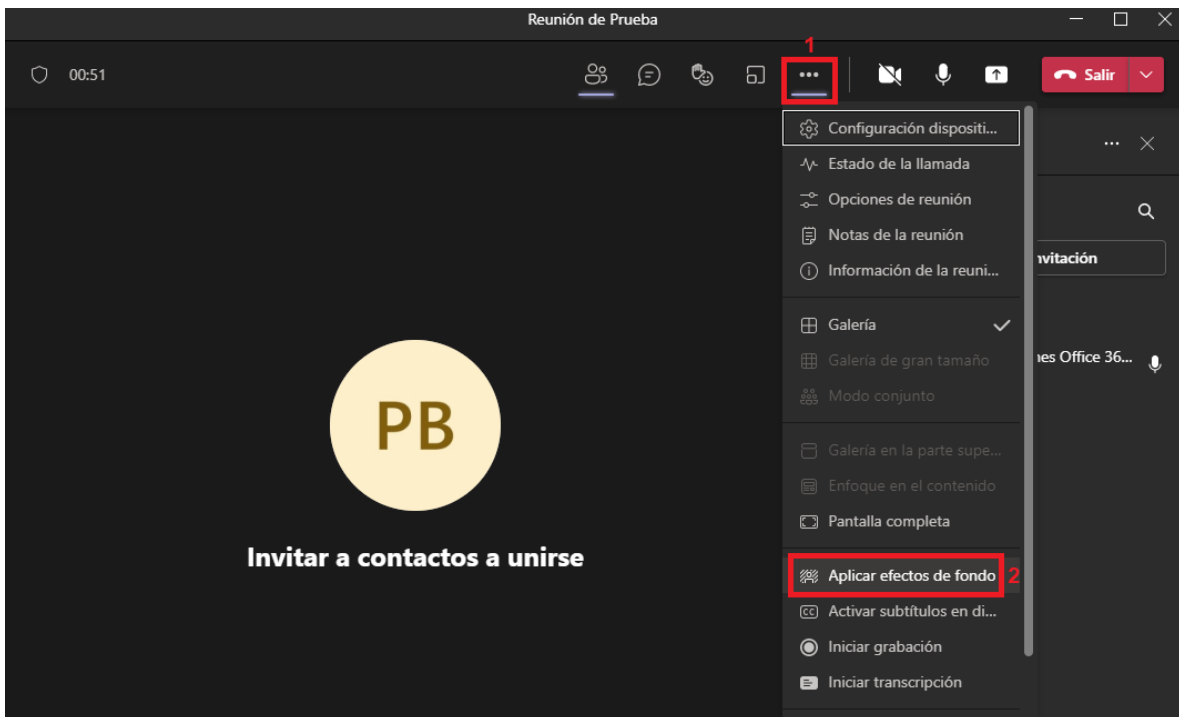 Reunión de Prueba
1
00:51
Salir
Configuración dispositi...
Estado de la llamada
Opciones de reunión
Notas de la reunión
Información de la reuni...
nvitación
Galería
Galería de gran tamaño
nes Office 36...
Modo conjunto
PB
Galería en la parte supe...
Enfoque en el contenido
Pantalla completa
Invitar a contactos a unirse
Aplicar efectos de fondo 2
CC Activar subtítulos en di...
Iniciar grabación
Iniciar transcripción